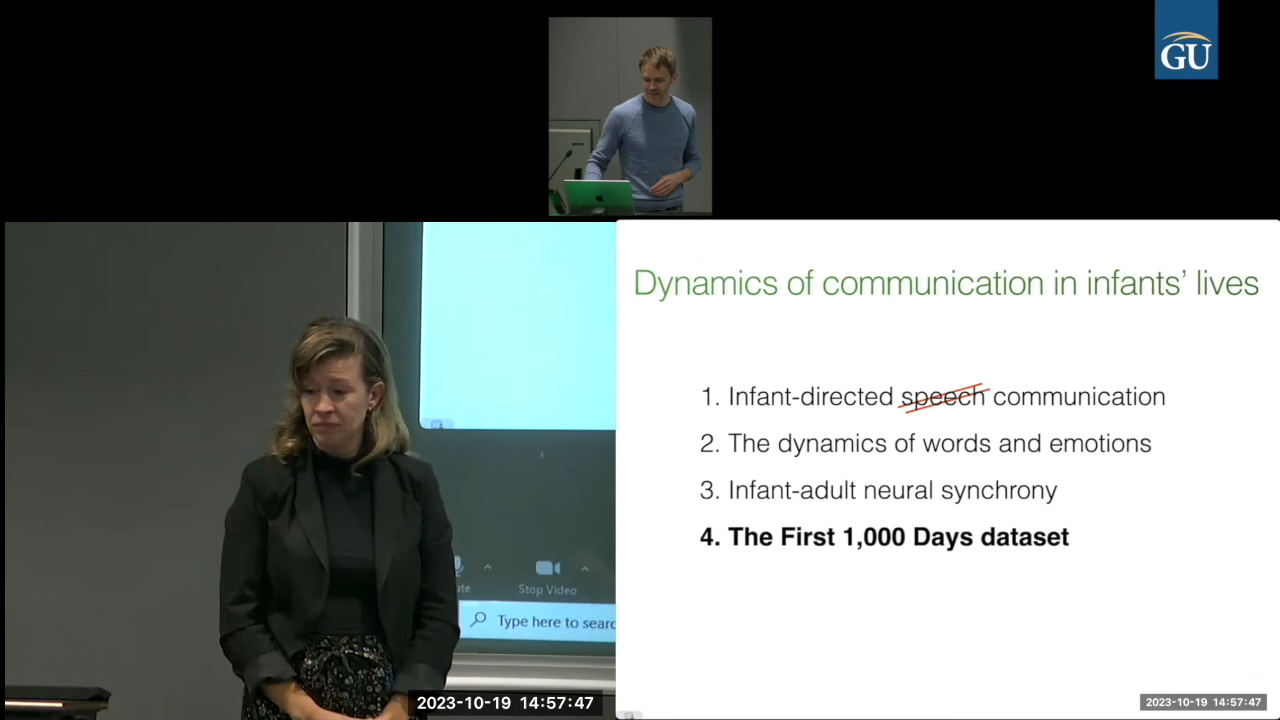 GU
Dynamics of communication in infants' lives
1. Infant-directed speech communication
2. The dynamics of words and emotions
3. Infant-adult neural synchrony
4. The First 1,000 Days dataset
Stop Video
Type here to searc
2023-10-19 14:57:47
2023-10-19 14:57:47